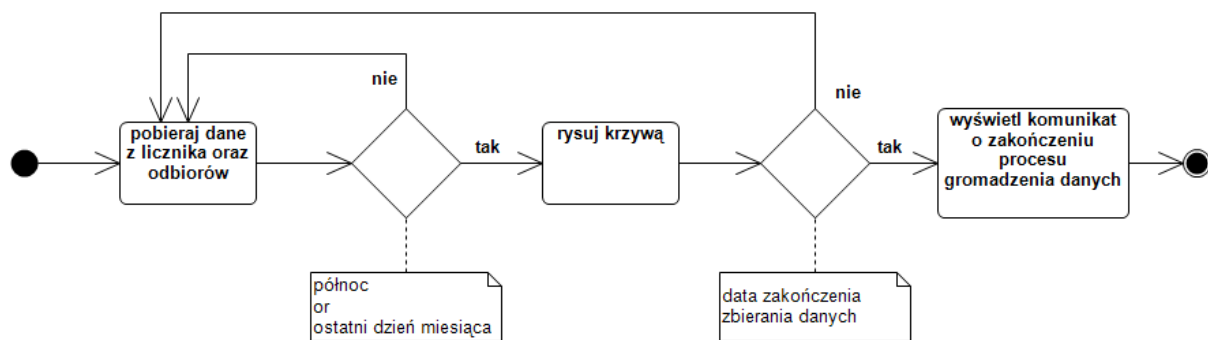 nie
pobieraj dane
z licznika oraz
odbiorów
tak
rysuj krzywą
nie
tak
wyświetl komunikat
o zakończeniu
procesu
gromadzenia danych
północ
or
ostatni dzień miesiąca
data zakończenia
zbierania danych